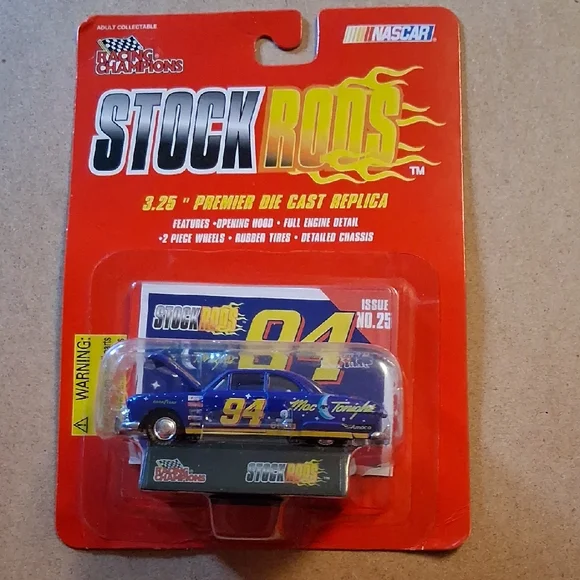 ADULT COLLECTABLE
RACING CHAMPIONS
NASCAR
STOCK RODS TM
3.25 " PREMIER DIE CAST REPLICA
FEATURES •OPENING HOOD • FULL ENGINE DETAIL
•2 PIECE WHEELS • RUBBER TIRES • DETAILED CHASSIS
STOCK RODS
94
ISSUE
NO.25
WARNING:
94
Mac Tonight
RACING CHAMPIONS
STOCK RODS